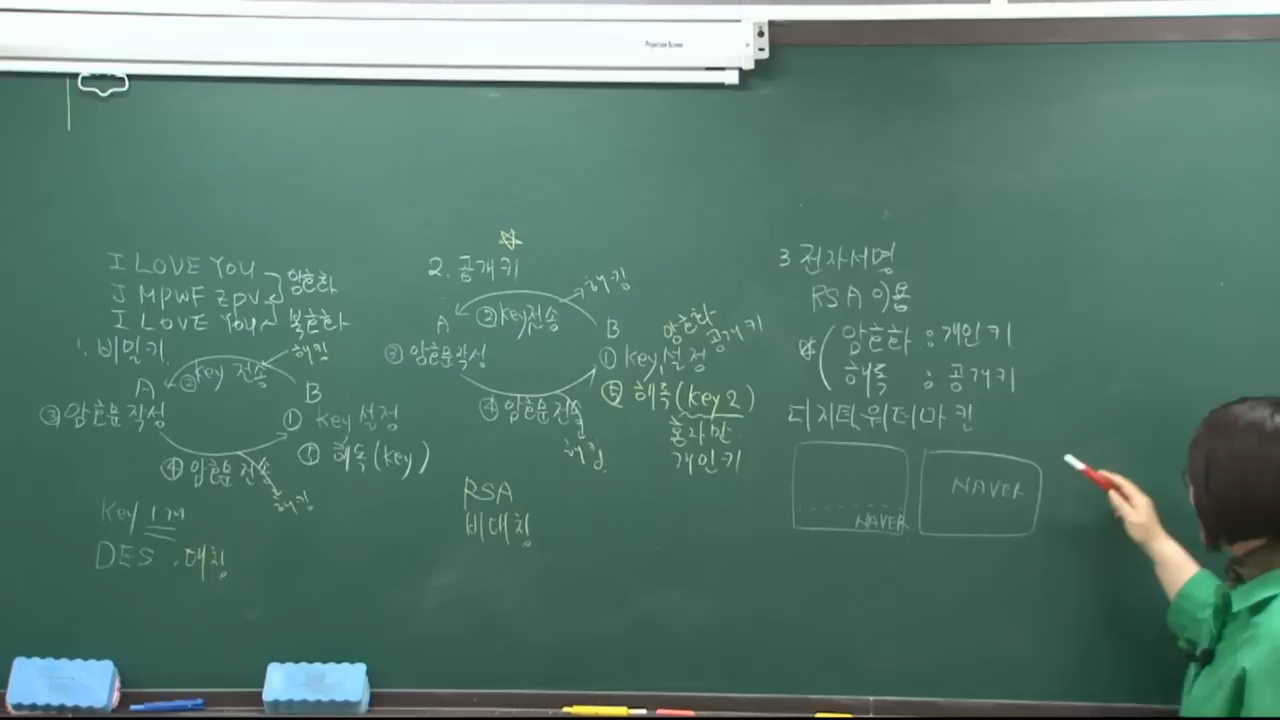 Projection Screen
I LOVE YOU
J MPWF ZPV
암호화
I LOVE YOU
복호화
1. 비밀키
해킹
② key 전송
A
B
③ 암호문작성
① key 설정
④ 암호문 전송
⑤ 해독(key)
해킹
key 1개
DES, 대칭
2. 공개키
해킹
② key전송
A
B
③ 암호문작성
① key 설정
암호화
공개키
④ 암호문 전송
⑤ 해독(key 2)
해킹
혼자만
개인키
RSA
비대칭
3 전자서명
RSA 이용
암호화 : 개인키
해독 : 공개키
디지털워터마킨
NAVER
NAVER